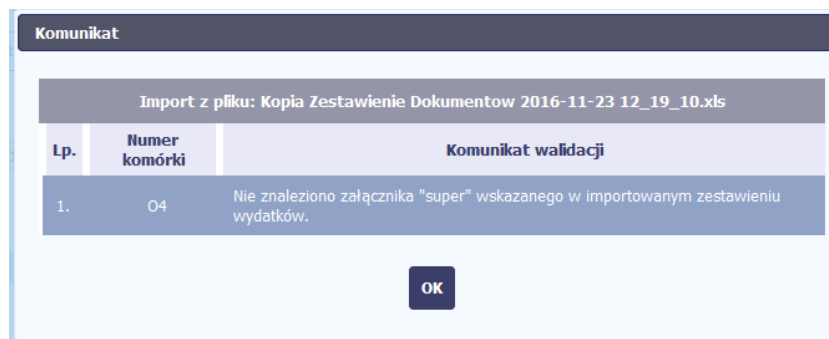 Komunikat
Import z pliku: Kopia Zestawienie Dokumentow 2016-11-23 12_19_10.xls
Lp.
Numer
komórki
Komunikat walidacji
1.
O4
Nie znaleziono załącznika "super" wskazanego w importowanym zestawieniu
wydatków.
OK